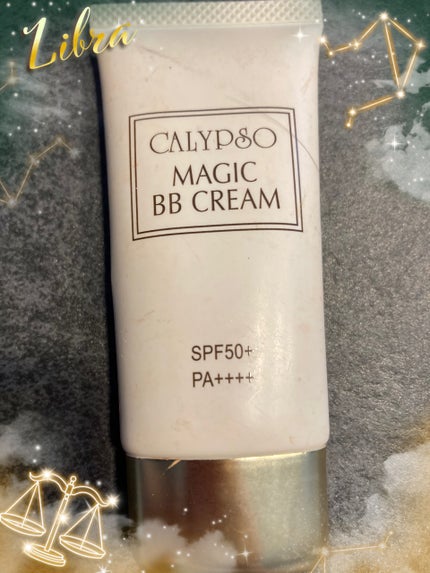 Libra
CALYPSO
MAGIC
BB CREAM
SPF50+
PA++++